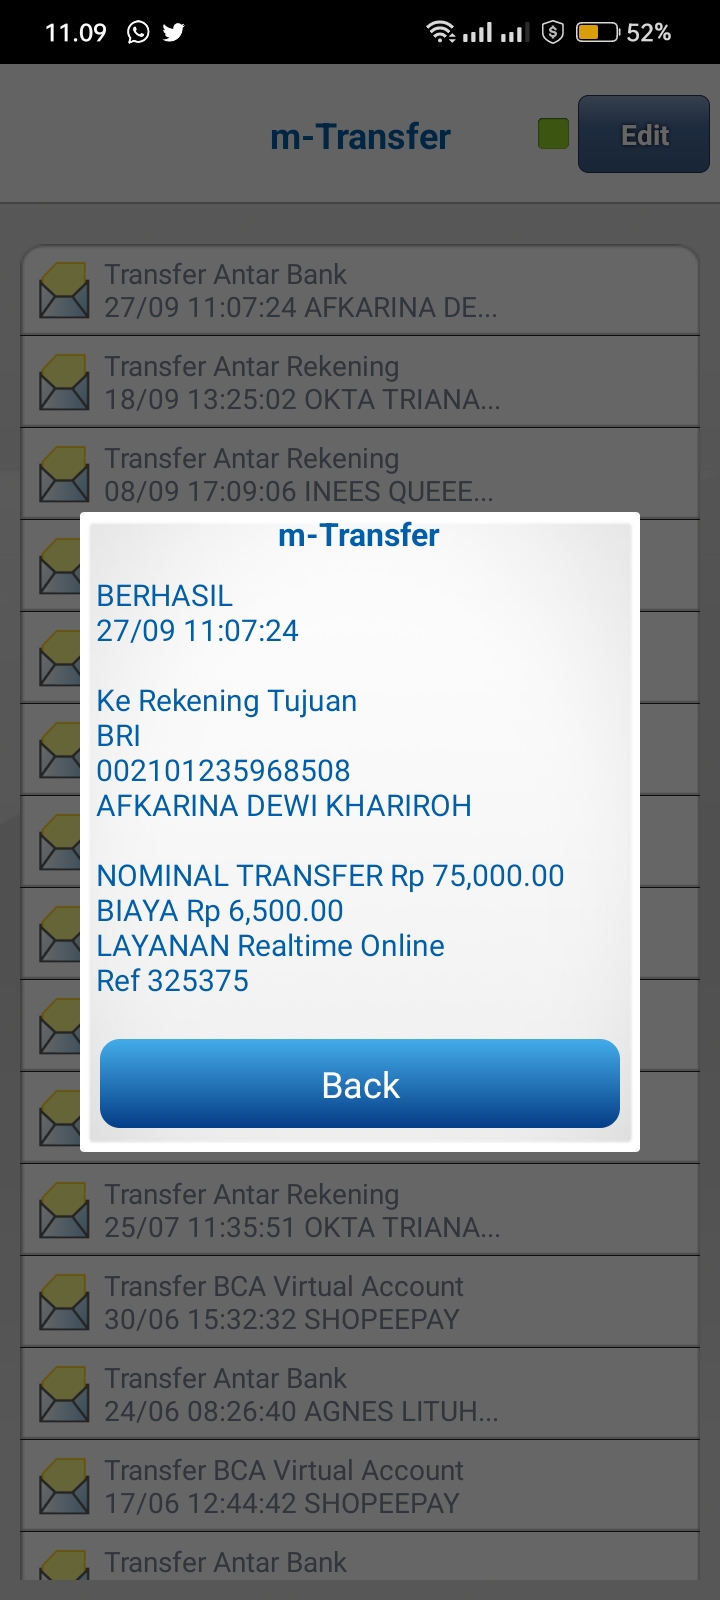 11.09
52%
m-Transfer
Edit
Transfer Antar Bank
27/09 11:07:24 AFKARINA DE...
Transfer Antar Rekening
18/09 13:25:02 OKTA TRIANA...
Transfer Antar Rekening
08/09 17:09:06 INEES QUEEE...
m-Transfer
BERHASIL
27/09 11:07:24
Ke Rekening Tujuan
BRI
002101235968508
AFKARINA DEWI KHARIROH
NOMINAL TRANSFER Rp 75,000.00
BIAYA Rp 6,500.00
LAYANAN Realtime Online
Ref 325375
Back
Transfer Antar Rekening
25/07 11:35:51 OKTA TRIANA...
Transfer BCA Virtual Account
30/06 15:32:32 SHOPEEPAY
Transfer Antar Bank
24/06 08:26:40 AGNES LITUH...
Transfer BCA Virtual Account
17/06 12:44:42 SHOPEEPAY
Transfer Antar Bank